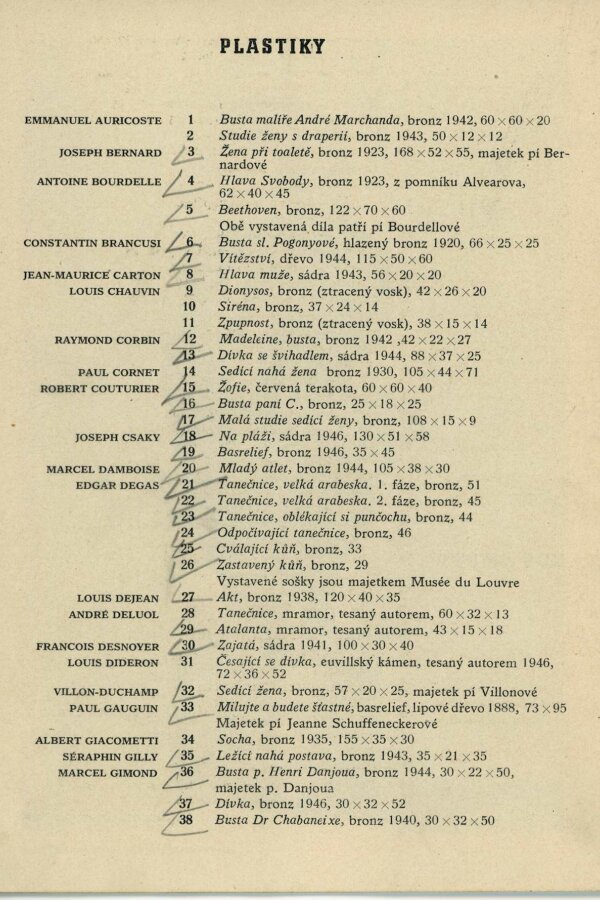 PLASTIKY
EMMANUEL AURICOSTE 1 Busta malíře André Marchanda, bronz 1942, 60×60×20
2 Studie ženy s draperií, bronz 1943, 50×12×12
JOSEPH BERNARD 3 Žena při toaletě, bronz 1923, 168×52×55, majetek pí Ber-
nardové
ANTOINE BOURDELLE 4 Hlava Svobody, bronz 1923, z pomníku Alvearova,
62×40×45
5 Beethoven, bronz, 122×70×60
Obě vystavená díla patří pí Bourdellové
CONSTANTIN BRANCUSI 6 Busta sl. Pogonyové, hlazený bronz 1920, 66×25×25
7 Vítězství, dřevo 1944, 115×50×60
JEAN-MAURICE CARTON 8 Hlava muže, sádra 1943, 56×20×20
LOUIS CHAUVIN 9 Dionysos, bronz (ztracený vosk), 42×26×20
10 Siréna, bronz, 37×24×14
11 Zpupnost, bronz (ztracený vosk), 38×15×14
RAYMOND CORBIN 12 Madeleine, busta, bronz 1942 ,42×22×27
13 Dívka se švihadlem, sádra 1944, 88×37×25
PAUL CORNET 14 Sedící nahá žena bronz 1930, 105×44×71
ROBERT COUTURIER 15 Žofie, červená terakota, 60×60×40
16 Busta paní C., bronz, 25×18×25
17 Malá studie sedící ženy, bronz, 108×15×9
JOSEPH CSAKY 18 Na pláži, sádra 1946, 130×51×58
19 Basrelief, bronz 1946, 35×45
MARCEL DAMBOISE 20 Mladý atlet, bronz 1944, 105×38×30
EDGAR DEGAS 21 Tanečnice, velká arabeska. 1. fáze, bronz, 51
22 Tanečnice, velká arabeska. 2. fáze, bronz, 45
23 Tanečnice, oblékající si punčochu, bronz, 44
24 Odpočívající tanečnice, bronz, 46
25 Cválající kůň, bronz, 33
26 Zastavený kůň, bronz, 29
Vystavené sošky jsou majetkem Musée du Louvre
LOUIS DEJEAN 27 Akt, bronz 1938, 120×40×35
ANDRÉ DELUOL 28 Tanečnice, mramor, tesaný autorem, 60×32×13
29 Atalanta, mramor, tesaný autorem, 43×15×18
FRANCOIS DESNOYER 30 Zajatá, sádra 1941, 100×30×40
LOUIS DIDERON 31 Česající se dívka, euvillský kámen, tesaný autorem 1946,
72×36×52
VILLON-DUCHAMP 32 Sedící žena, bronz, 57×20×25, majetek pí Villonové
PAUL GAUGUIN 33 Milujte a budete šťastné, basrelief, lipové dřevo 1888, 73×95
Majetek pí Jeanne Schuffeneckerové
ALBERT GIACOMETTI 34 Socha, bronz 1935, 155×35×30
SÉRAPHIN GILLY 35 Ležící nahá postava, bronz 1943, 35×21×35
MARCEL GIMOND 36 Busta p. Henri Danjoua, bronz 1944, 30×22×50,
majetek p. Danjoua
37 Dívka, bronz 1946, 30×32×52
38 Busta Dr Chabaneixe, bronz 1940, 30×32×50